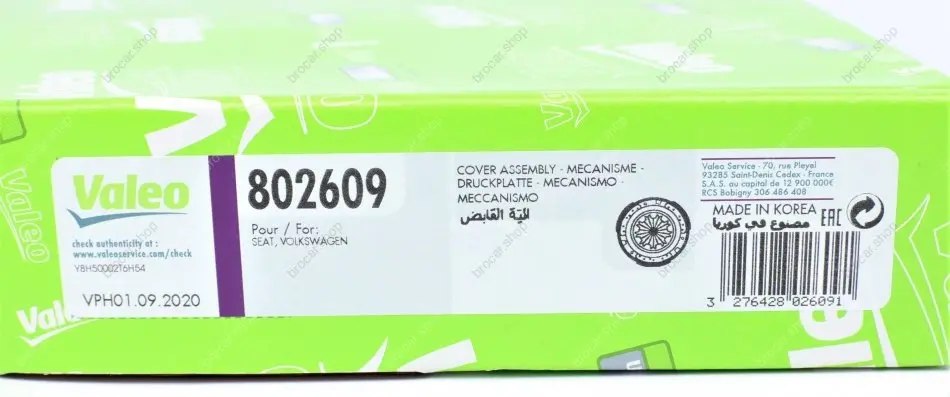 Valeo
check authenticity at :
www.valeoservice.com/check
Y8H50002T6H54
VPH01.09.2020
802609
Pour / For:
SEAT, VOLKSWAGEN
COVER ASSEMBLY - MECANISME -
DRUCKPLATTE - MECANISMO -
MECCANISMO
آلية القابض
Valeo Service - 70, rue Pleyel
93285 Saint-Denis Cedex - France
S.A.S. au capital de 12 900 000€
RCS Bobigny 306 486 408
MADE IN KOREA
مصنوع في كوريا
EAC
3 276428 026091
brocar.shop